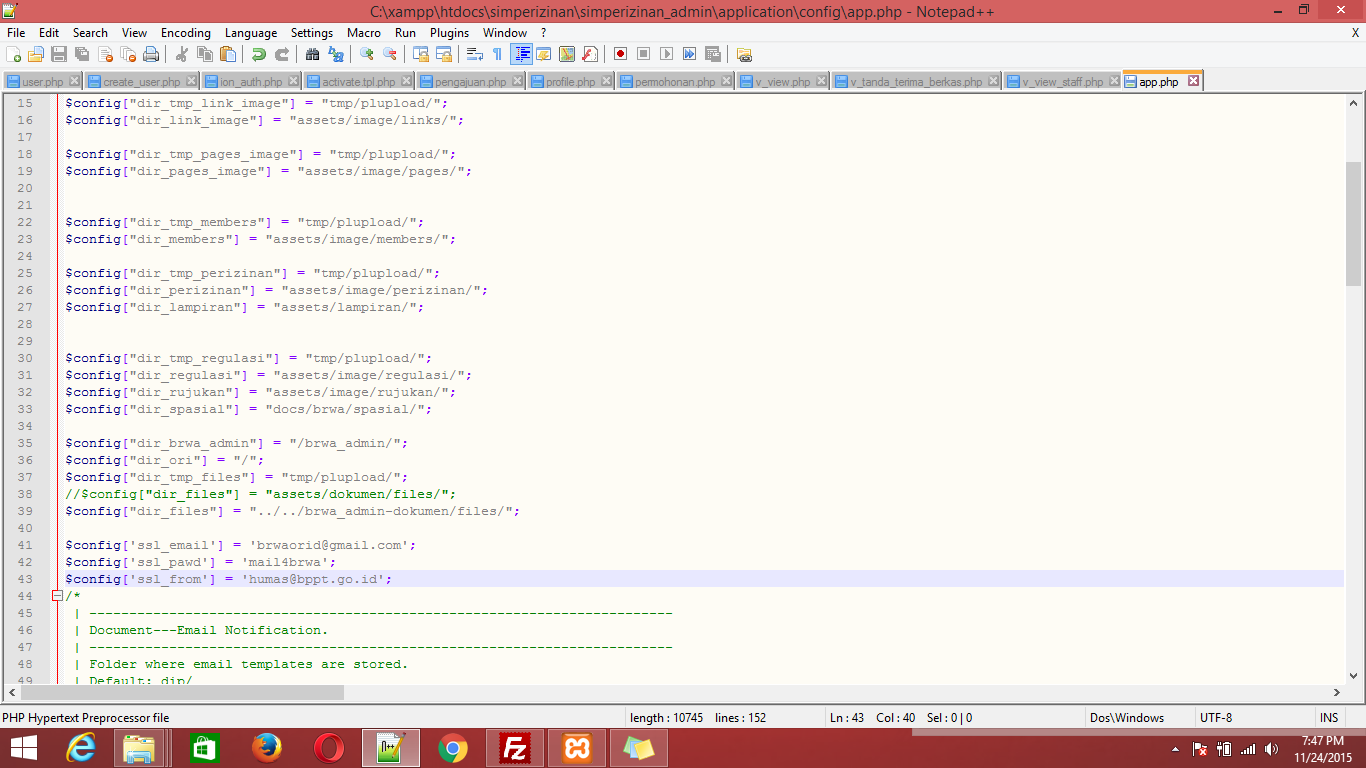 C:\xampp\htdocs\simperizinan\simperizinan_admin\application\config\app.php - Notepad++
File Edit Search View Encoding Language Settings Macro Run Plugins Window ? X
user.php create_user.php ion_auth.php activate.tpl.php pengajuan.php profile.php permohonan.php v_view.php v_tanda_terima_berkas.php v_view_staff.php app.php
15 $config["dir_tmp_link_image"] = "tmp/plupload/";
16 $config["dir_link_image"] = "assets/image/links/";
17
18 $config["dir_tmp_pages_image"] = "tmp/plupload/";
19 $config["dir_pages_image"] = "assets/image/pages/";
20
21
22 $config["dir_tmp_members"] = "tmp/plupload/";
23 $config["dir_members"] = "assets/image/members/";
24
25 $config["dir_tmp_perizinan"] = "tmp/plupload/";
26 $config["dir_perizinan"] = "assets/image/perizinan/";
27 $config["dir_lampiran"] = "assets/lampiran/";
28
29
30 $config["dir_tmp_regulasi"] = "tmp/plupload/";
31 $config["dir_regulasi"] = "assets/image/regulasi/";
32 $config["dir_rujukan"] = "assets/image/rujukan/";
33 $config["dir_spasial"] = "docs/brwa/spasial/";
34
35 $config["dir_brwa_admin"] = "/brwa_admin/";
36 $config["dir_ori"] = "/";
37 $config["dir_tmp_files"] = "tmp/plupload/";
38 //$config["dir_files"] = "assets/dokumen/files/";
39 $config["dir_files"] = "../../brwa_admin-dokumen/files/";
40
41 $config['ssl_email'] = 'brwaorid@gmail.com';
42 $config['ssl_pawd'] = 'mail4brwa';
43 $config['ssl_from'] = 'humas@bppt.go.id';
44 /*
45 | -------------------------------------------------------------------------
46 | Document---Email Notification.
47 | -------------------------------------------------------------------------
48 | Folder where email templates are stored.
49 | Default: dip/
PHP Hypertext Preprocessor file length : 10745 lines : 152 Ln : 43 Col : 40 Sel : 0 | 0 Dos\Windows UTF-8 INS
7:47 PM
11/24/2015